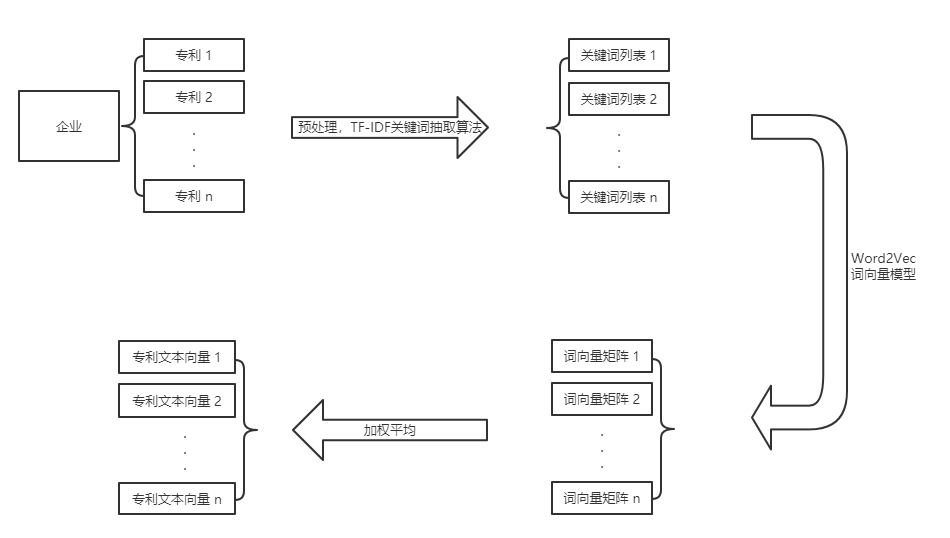 企业
专利 1
专利 2
专利 n
预处理，TF-IDF关键词抽取算法
关键词列表 1
关键词列表 2
关键词列表 n
Word2Vec
词向量模型
词向量矩阵 1
词向量矩阵 2
词向量矩阵 n
加权平均
专利文本向量 1
专利文本向量 2
专利文本向量 n